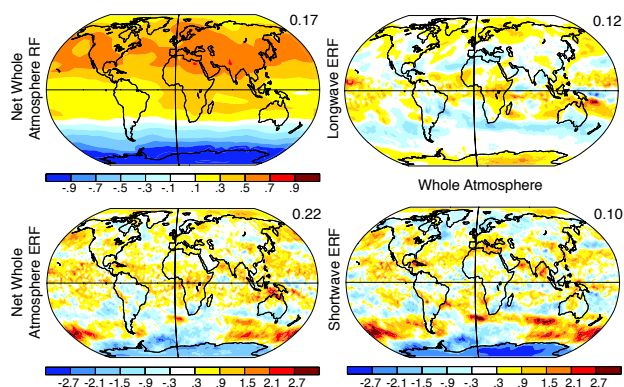 Net Whole
Atmosphere RF
0.17
-.9 -.7 -.5 -.3 -.1 .1 .3 .5 .7 .9
Longwave ERF
0.12
Whole Atmosphere
Net Whole
Atmosphere ERF
0.22
-2.7 -2.1 -1.5 -.9 -.3 .3 .9 1.5 2.1 2.7
Shortwave ERF
0.10
-2.7 -2.1 -1.5 -.9 -.3 .3 .9 1.5 2.1 2.7